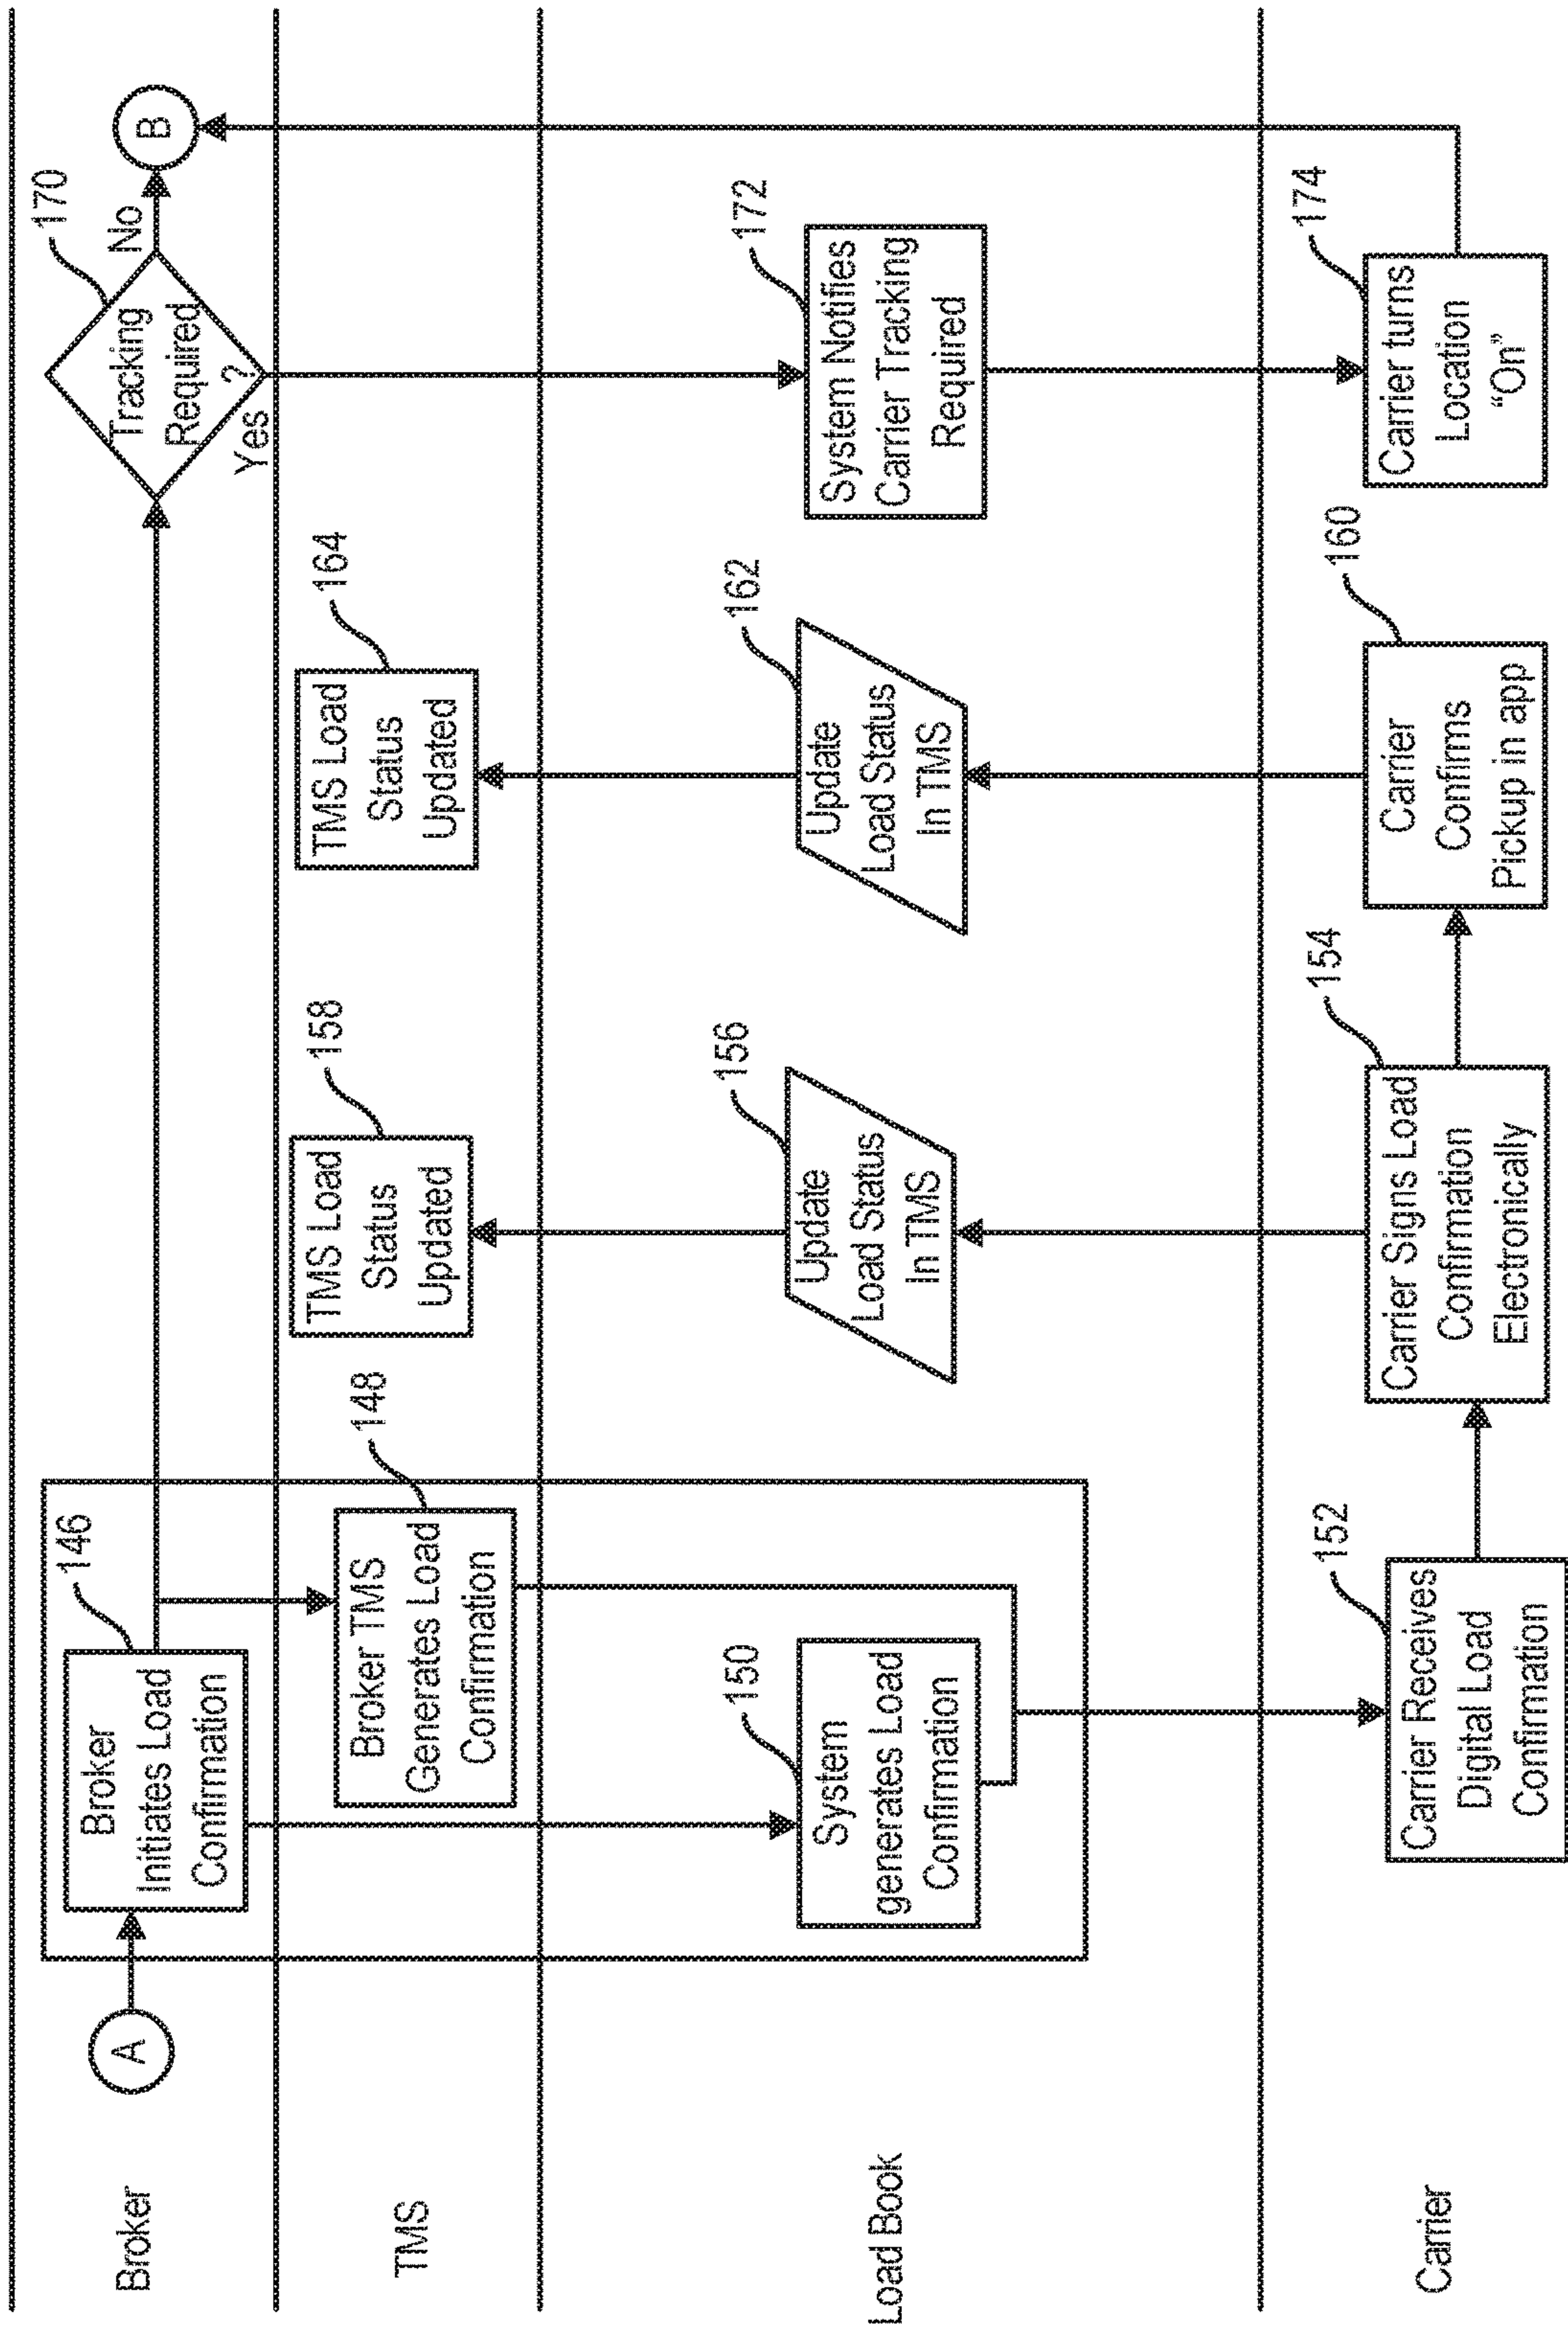 Broker
A
146
Broker
Initiates Load
Confirmation
170
Tracking
Required
?
Yes
No
B
TMS
148
Broker TMS
Generates Load
Confirmation
158
TMS Load
Status
Updated
164
TMS Load
Status
Updated
Load Book
150
System
generates Load
Confirmation
156
Update
Load Status
In TMS
162
Update
Load Status
In TMS
172
System Notifies
Carrier Tracking
Required
Carrier
152
Carrier Receives
Digital Load
Confirmation
154
Carrier Signs Load
Confirmation
Electronically
160
Carrier
Confirms
Pickup in app
174
Carrier turns
Location
“On”